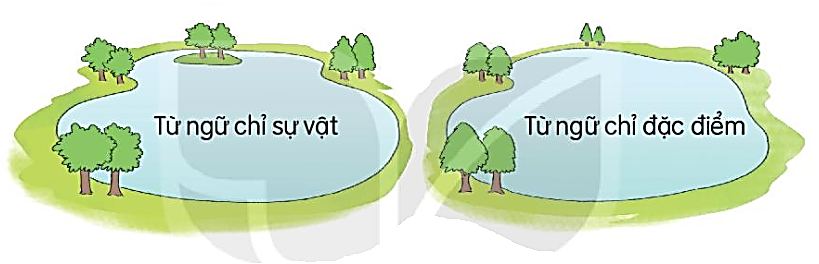 Từ ngữ chỉ sự vật
Từ ngữ chỉ đặc điểm